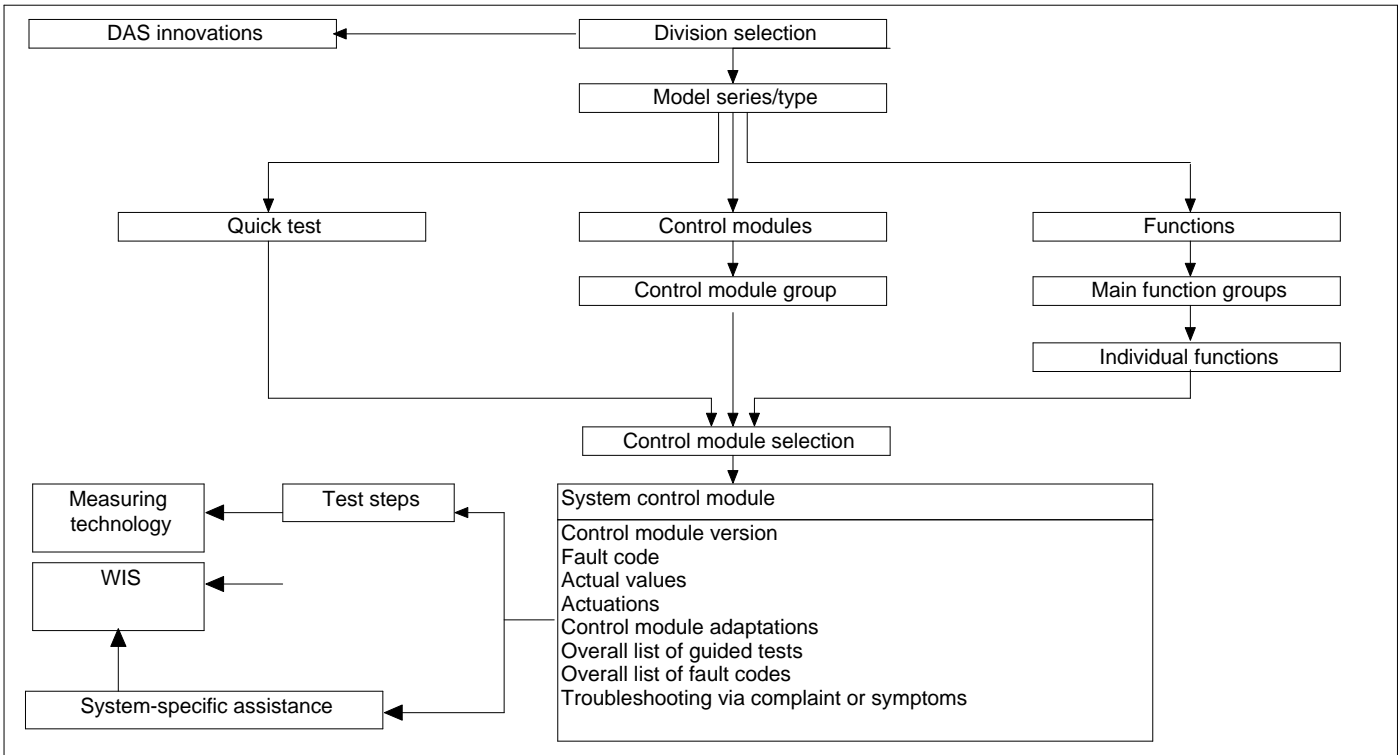 DAS innovations
Division selection
Model series/type
Quick test
Control modules
Functions
Control module group
Main function groups
Individual functions
Control module selection
Measuring
technology
Test steps
System control module
Control module version
Fault code
Actual values
Actuations
Control module adaptations
Overall list of guided tests
Overall list of fault codes
Troubleshooting via complaint or symptoms
WIS
System-specific assistance